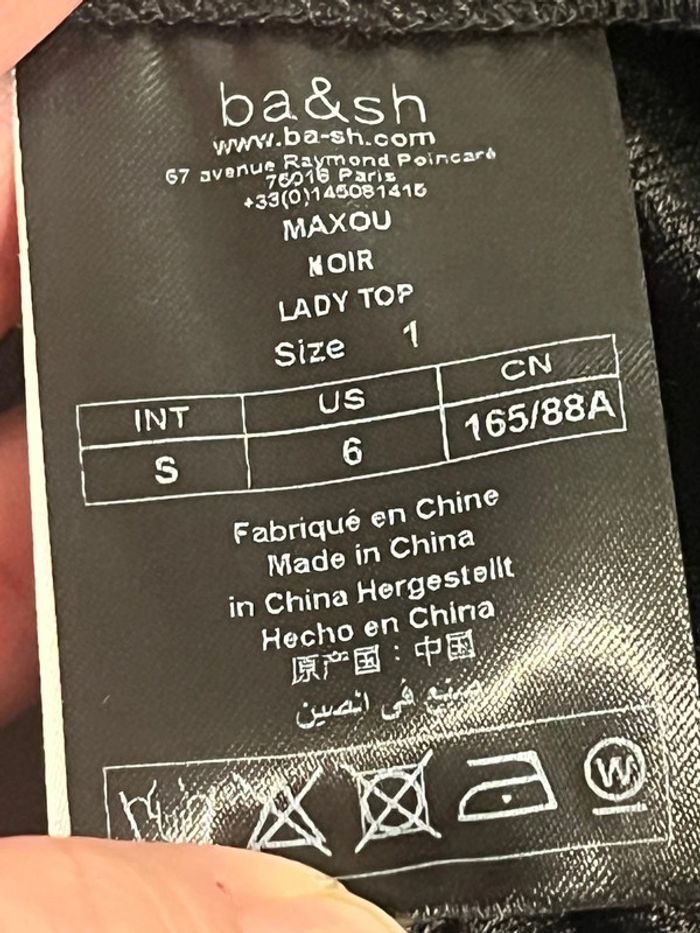 ba&sh
www.ba-sh.com
67 avenue Raymond Poincaré
75016 Paris
+33(0)145081415
MAXOU
NOIR
LADY TOP
Size 1
INT US CN
S 6 165/88A
Fabriqué en Chine
Made in China
in China Hergestellt
Hecho en China
原产国：中国
صنع في الصين
W